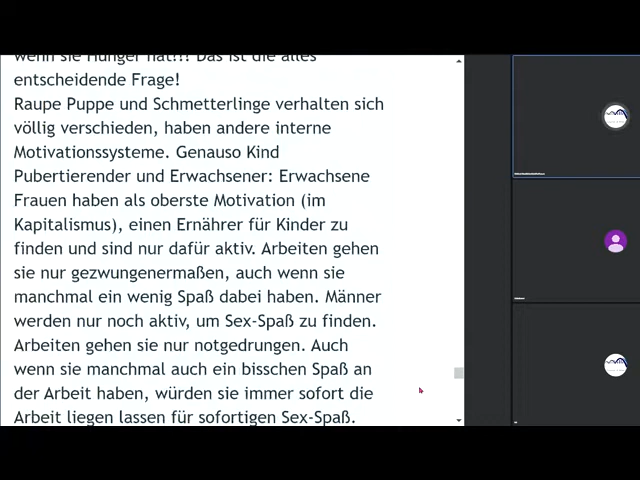 wenn sie Hunger hat!!! Das ist die alles
entscheidende Frage!
Raupe Puppe und Schmetterlinge verhalten sich
völlig verschieden, haben andere interne
Motivationssysteme. Genauso Kind
Pubertierender und Erwachsener: Erwachsene
Frauen haben als oberste Motivation (im
Kapitalismus), einen Ernährer für Kinder zu
finden und sind nur dafür aktiv. Arbeiten gehen
sie nur gezwungenermaßen, auch wenn sie
manchmal ein wenig Spaß dabei haben. Männer
werden nur noch aktiv, um Sex-Spaß zu finden.
Arbeiten gehen sie nur notgedrungen. Auch
wenn sie manchmal auch ein bisschen Spaß an
der Arbeit haben, würden sie immer sofort die
Arbeit liegen lassen für sofortigen Sex-Spaß.